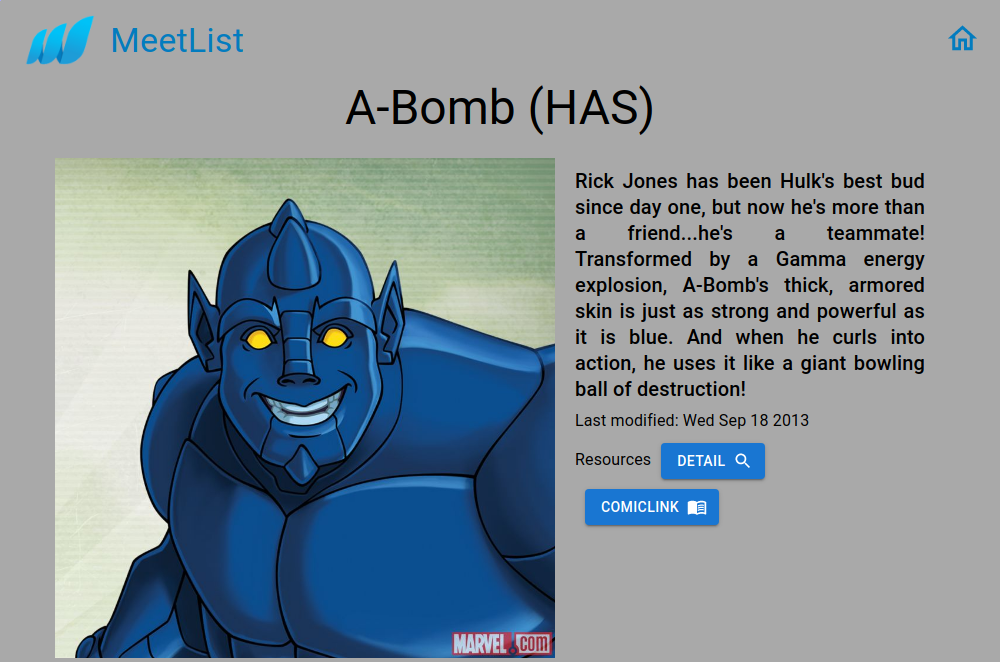 MeetList
A-Bomb (HAS)
Rick Jones has been Hulk's best bud
since day one, but now he's more than
a friend...he's a teammate!
Transformed by a Gamma energy
explosion, A-Bomb's thick, armored
skin is just as strong and powerful as
it is blue. And when he curls into
action, he uses it like a giant bowling
ball of destruction!
Last modified: Wed Sep 18 2013
Resources DETAIL
COMICLINK
MARVEL.COM